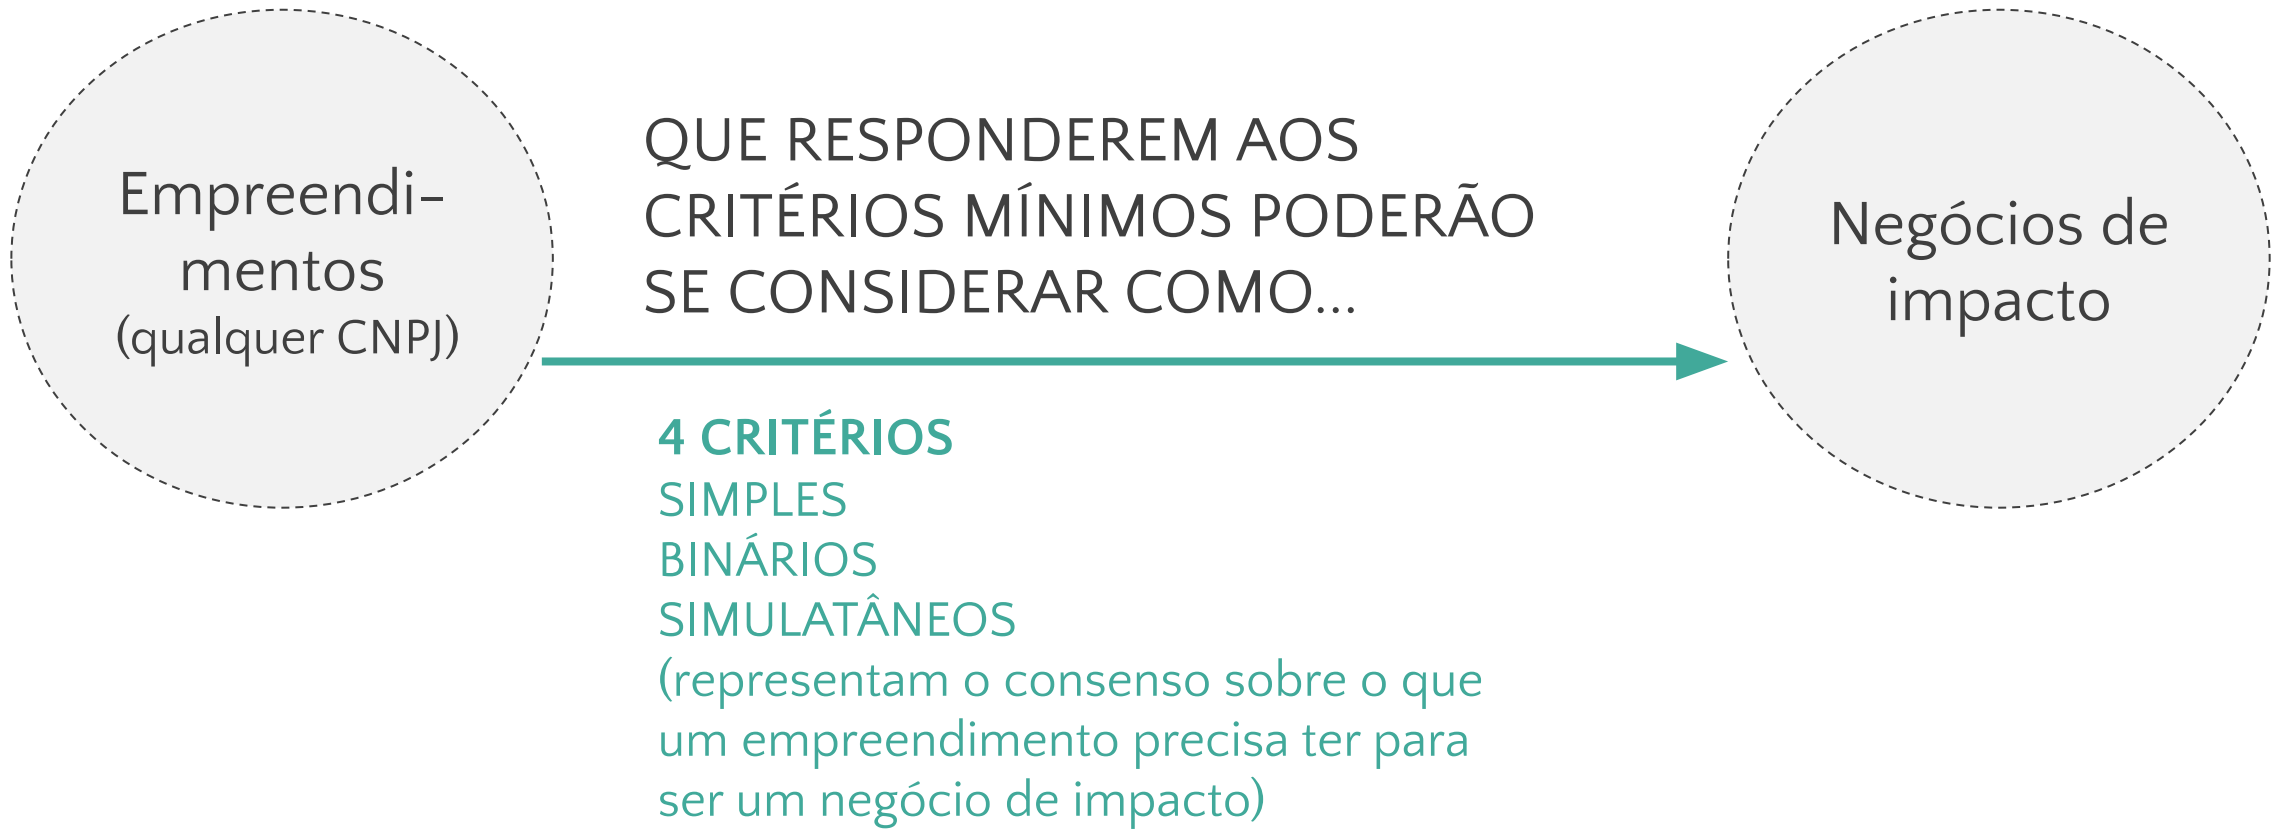 Empreendi-
mentos
(qualquer CNPJ)
QUE RESPONDEREM AOS
CRITÉRIOS MÍNIMOS PODERÃO
SE CONSIDERAR COMO...
4 CRITÉRIOS
SIMPLES
BINÁRIOS
SIMULATÂNEOS
(representam o consenso sobre o que
um empreendimento precisa ter para
ser um negócio de impacto)
Negócios de
impacto